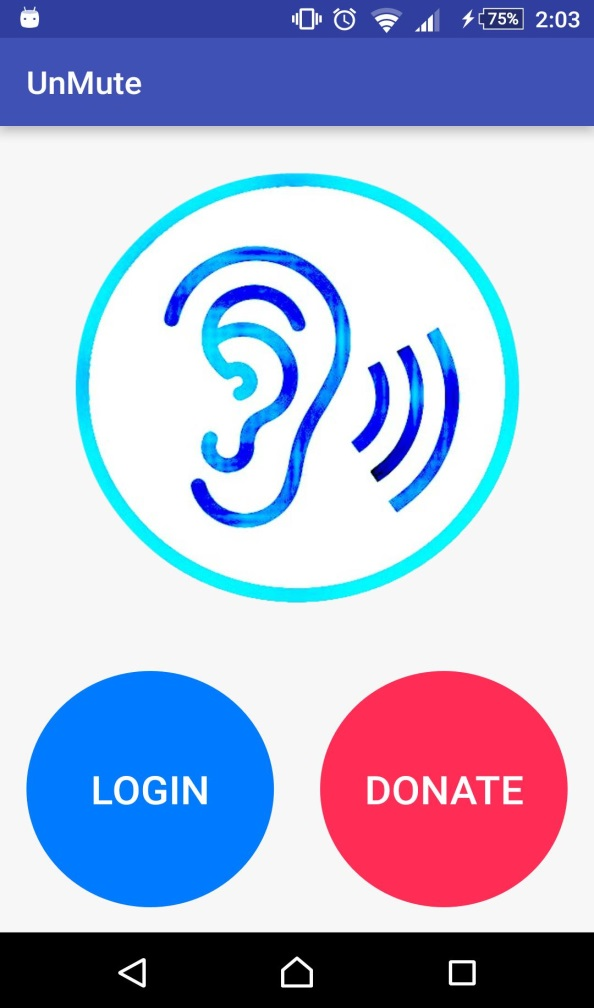 75% 2:03
UnMute
LOGIN
DONATE